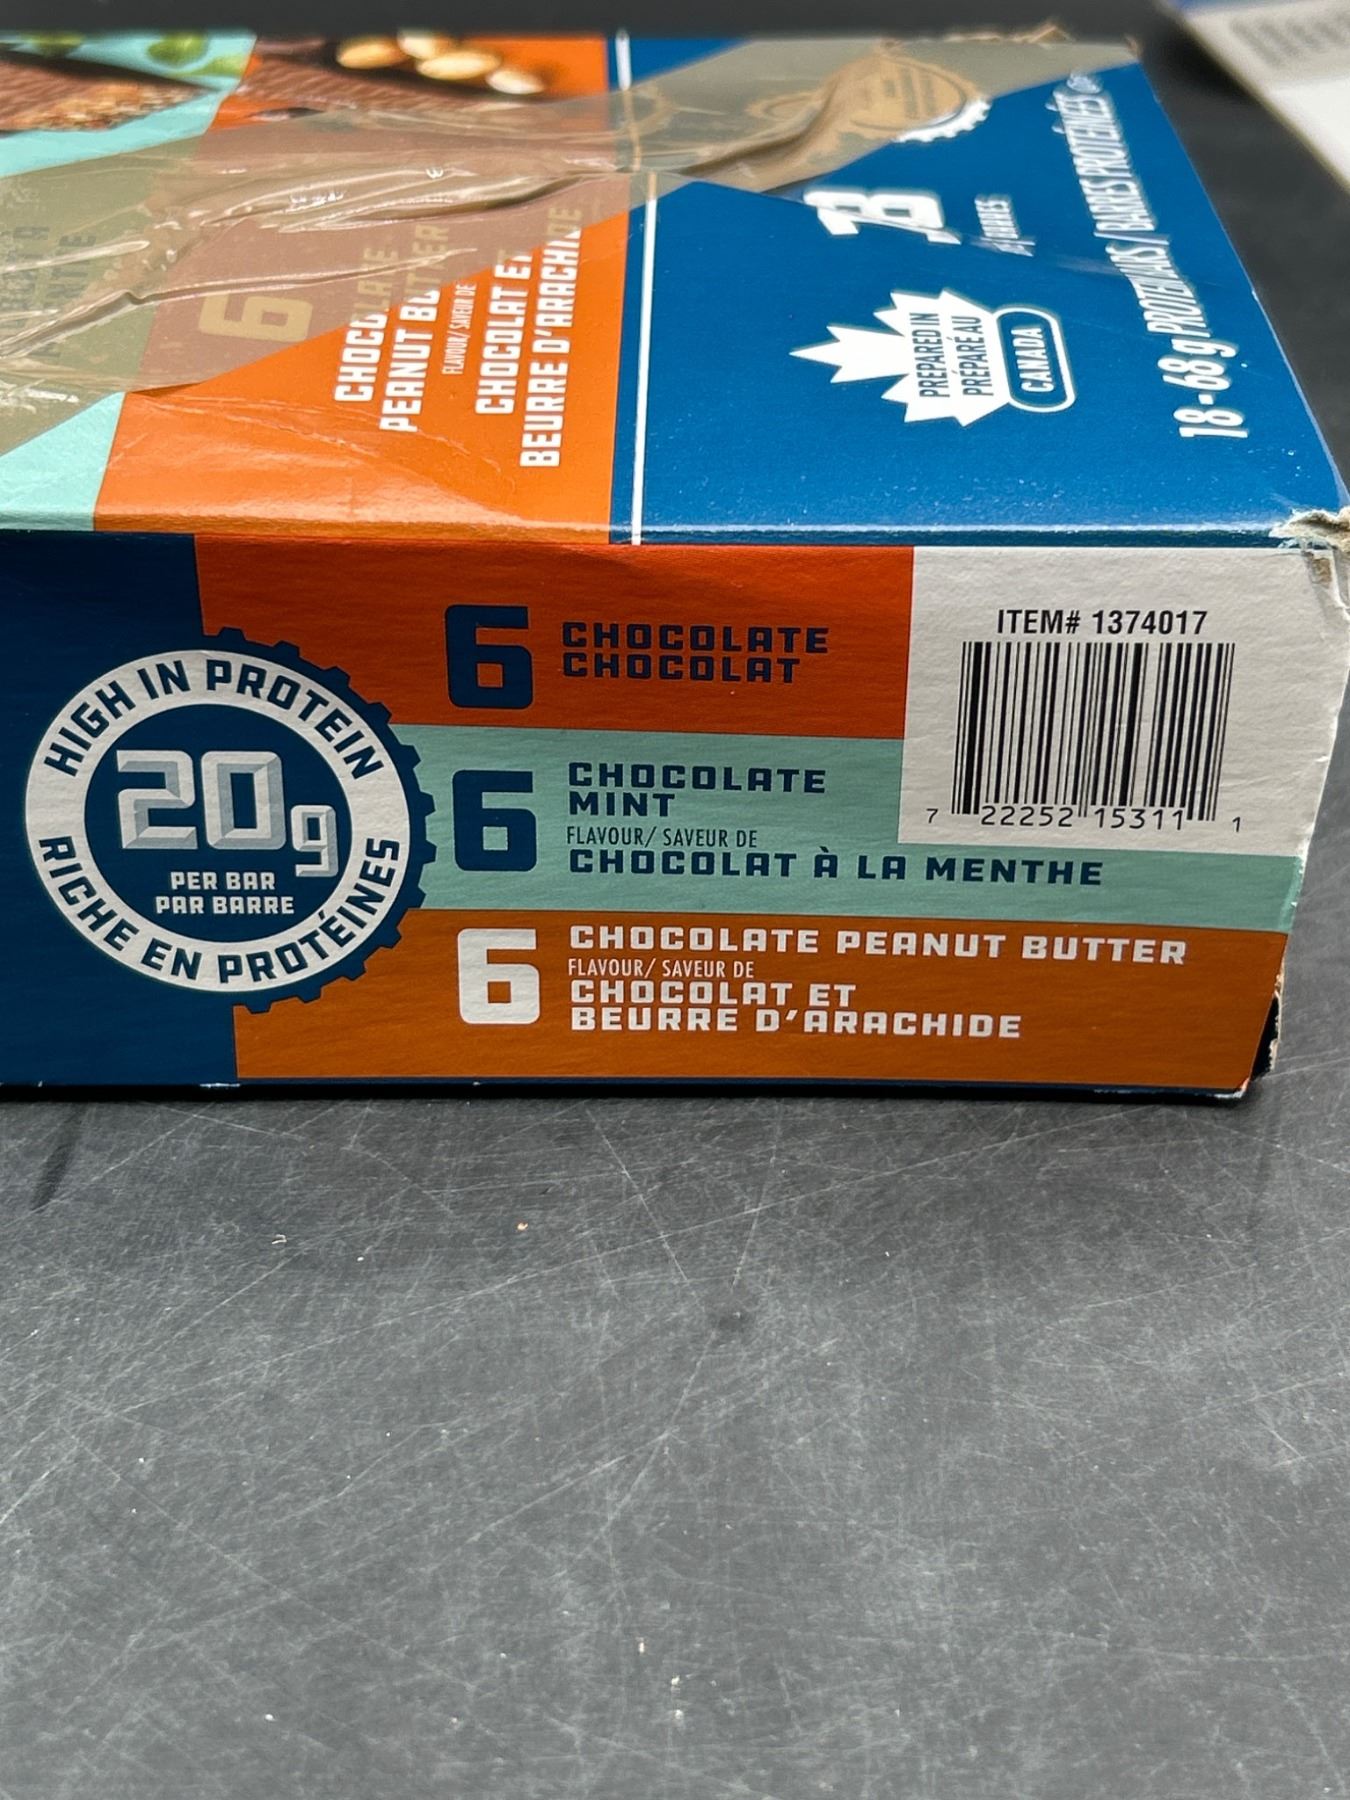 6
CHOCOLATE
PEANUT BUTTER
FLAVOUR/ SAVEUR DE
CHOCOLAT ET
BEURRE D'ARACHIDE
PREPARED IN
PRÉPARÉ AU
CANADA
18 - 68 g PROTEIN BARS / BARRES PROTÉINÉES
HIGH IN PROTEIN
20g
PER BAR
PAR BARRE
RICHE EN PROTÉINES
6
CHOCOLATE
CHOCOLAT
6
CHOCOLATE
MINT
FLAVOUR/ SAVEUR DE
CHOCOLAT À LA MENTHE
6
CHOCOLATE PEANUT BUTTER
FLAVOUR/ SAVEUR DE
CHOCOLAT ET
BEURRE D'ARACHIDE
ITEM# 1374017
7 22252 15311 1